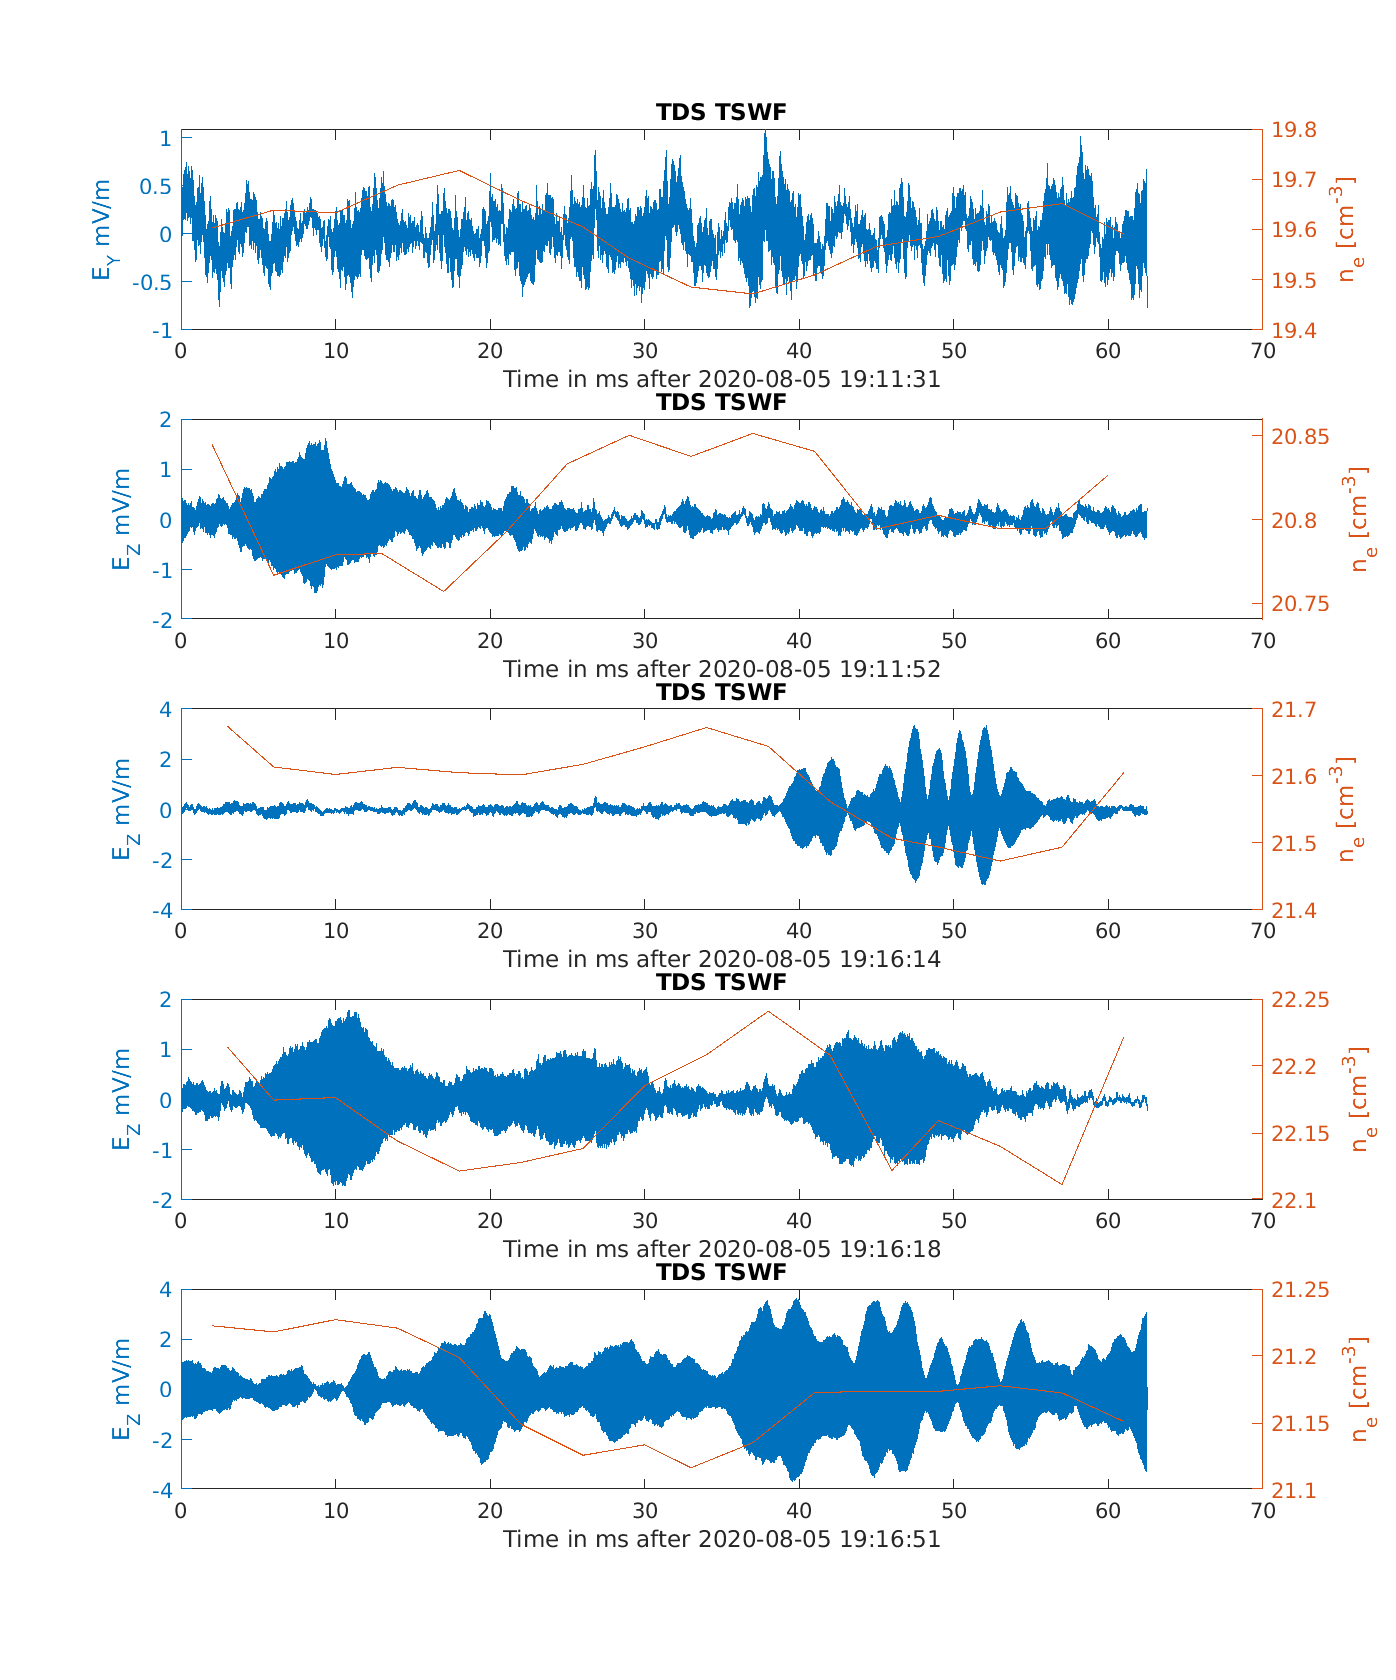 TDS TSWF
1
0.5
0
-0.5
-1
E_Y mV/m
19.8
19.7
19.6
19.5
19.4
n_e [cm^-3]
0 10 20 30 40 50 60 70
Time in ms after 2020-08-05 19:11:31
TDS TSWF
2
1
0
-1
-2
E_Z mV/m
20.85
20.8
20.75
n_e [cm^-3]
0 10 20 30 40 50 60 70
Time in ms after 2020-08-05 19:11:52
TDS TSWF
4
2
0
-2
-4
E_Z mV/m
21.7
21.6
21.5
21.4
n_e [cm^-3]
0 10 20 30 40 50 60 70
Time in ms after 2020-08-05 19:16:14
TDS TSWF
2
1
0
-1
-2
E_Z mV/m
22.25
22.2
22.15
22.1
n_e [cm^-3]
0 10 20 30 40 50 60 70
Time in ms after 2020-08-05 19:16:18
TDS TSWF
4
2
0
-2
-4
E_Z mV/m
21.25
21.2
21.15
21.1
n_e [cm^-3]
0 10 20 30 40 50 60 70
Time in ms after 2020-08-05 19:16:51